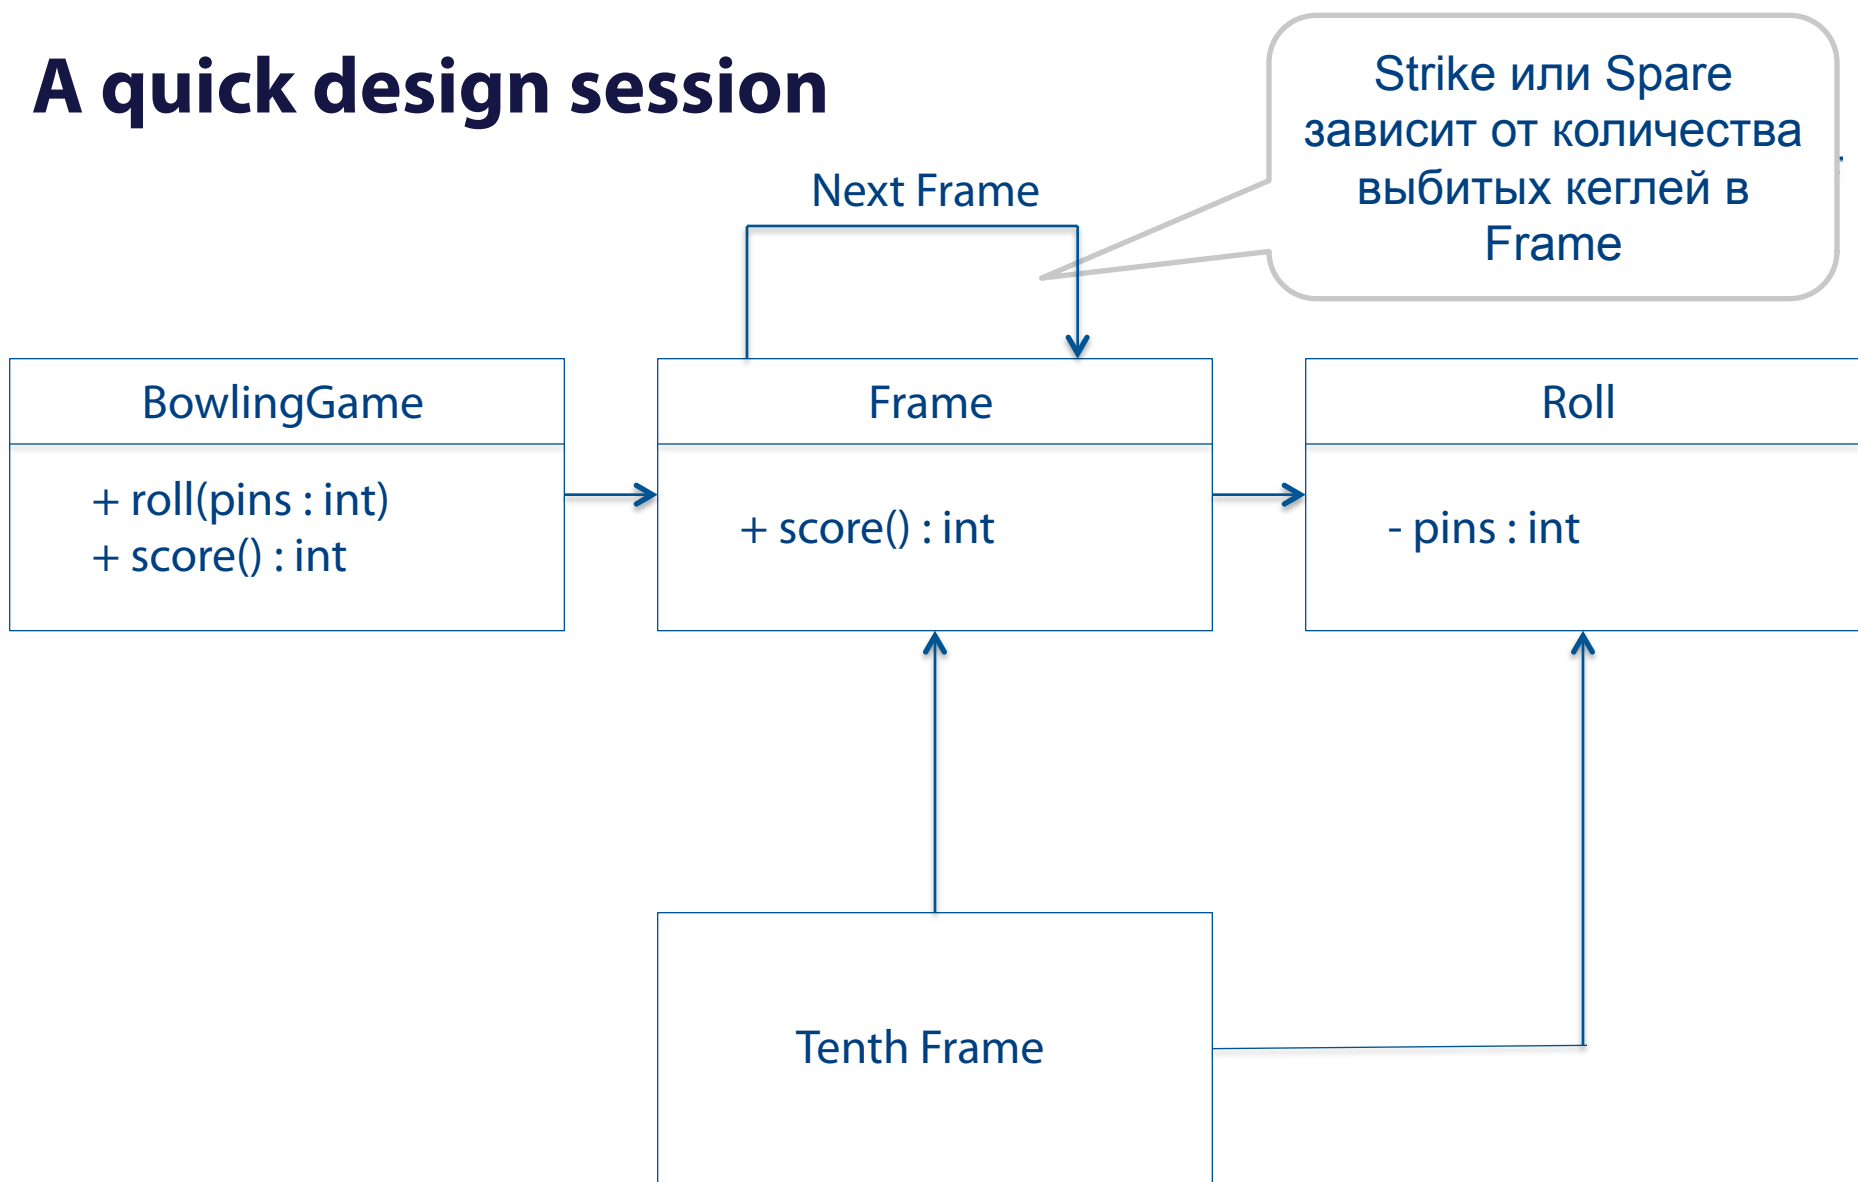 A quick design session
Strike или Spare
зависит от количества
выбитых кеглей в
Frame
Next Frame
BowlingGame
+ roll(pins : int)
+ score() : int
Frame
+ score() : int
Roll
- pins : int
Tenth Frame